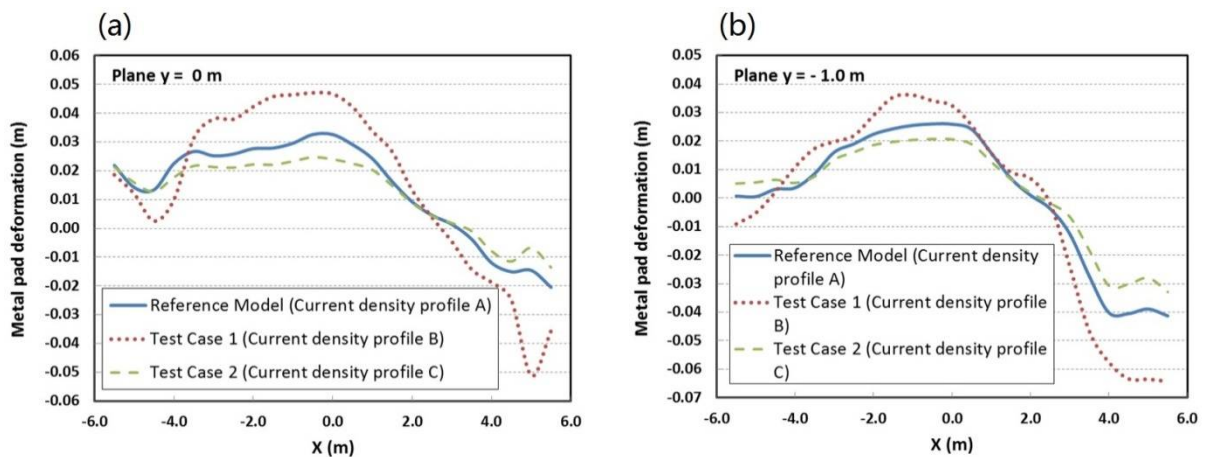 (a)
Plane y = 0 m
0.06
0.05
0.04
0.03
0.02
0.01
0.00
-0.01
-0.02
-0.03
-0.04
-0.05
-0.06
Metal pad deformation (m)
Reference Model (Current density profile A)
Test Case 1 (Current density profile B)
Test Case 2 (Current density profile C)
-6.0 -4.0 -2.0 0.0 2.0 4.0 6.0
X (m)
(b)
Plane y = - 1.0 m
0.05
0.04
0.03
0.02
0.01
0.00
-0.01
-0.02
-0.03
-0.04
-0.05
-0.06
-0.07
Metal pad deformation (m)
Reference Model (Current density
profile A)
Test Case 1 (Current density profile
B)
Test Case 2 (Current density profile
C)
-6.0 -4.0 -2.0 0.0 2.0 4.0 6.0
X (m)